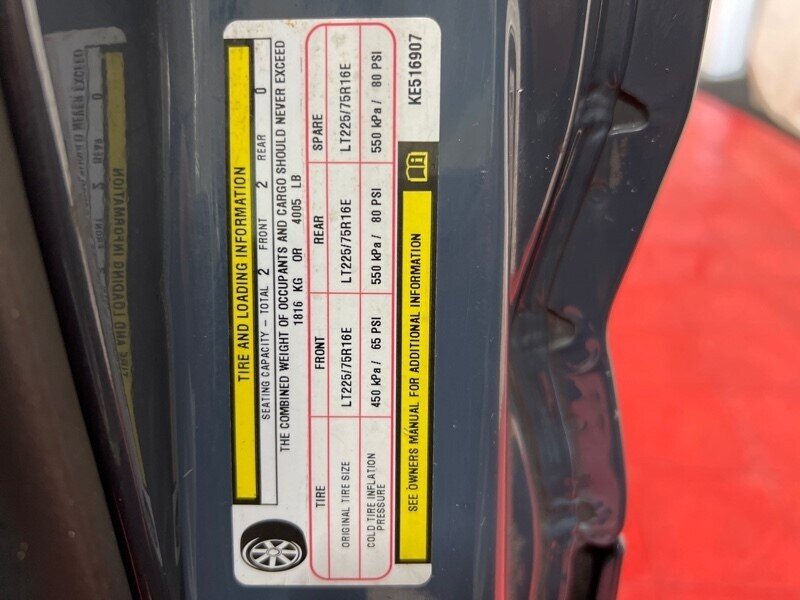 TIRE AND LOADING INFORMATION
SEATING CAPACITY - TOTAL 2 FRONT 2 REAR 0
THE COMBINED WEIGHT OF OCCUPANTS AND CARGO SHOULD NEVER EXCEED
1816 KG OR 4005 LB
TIRE FRONT REAR SPARE
ORIGINAL TIRE SIZE LT225/75R16E LT225/75R16E LT225/75R16E
COLD TIRE INFLATION
PRESSURE 450 kPa / 65 PSI 550 kPa / 80 PSI 550 kPa / 80 PSI
SEE OWNERS MANUAL FOR ADDITIONAL INFORMATION
KE516907